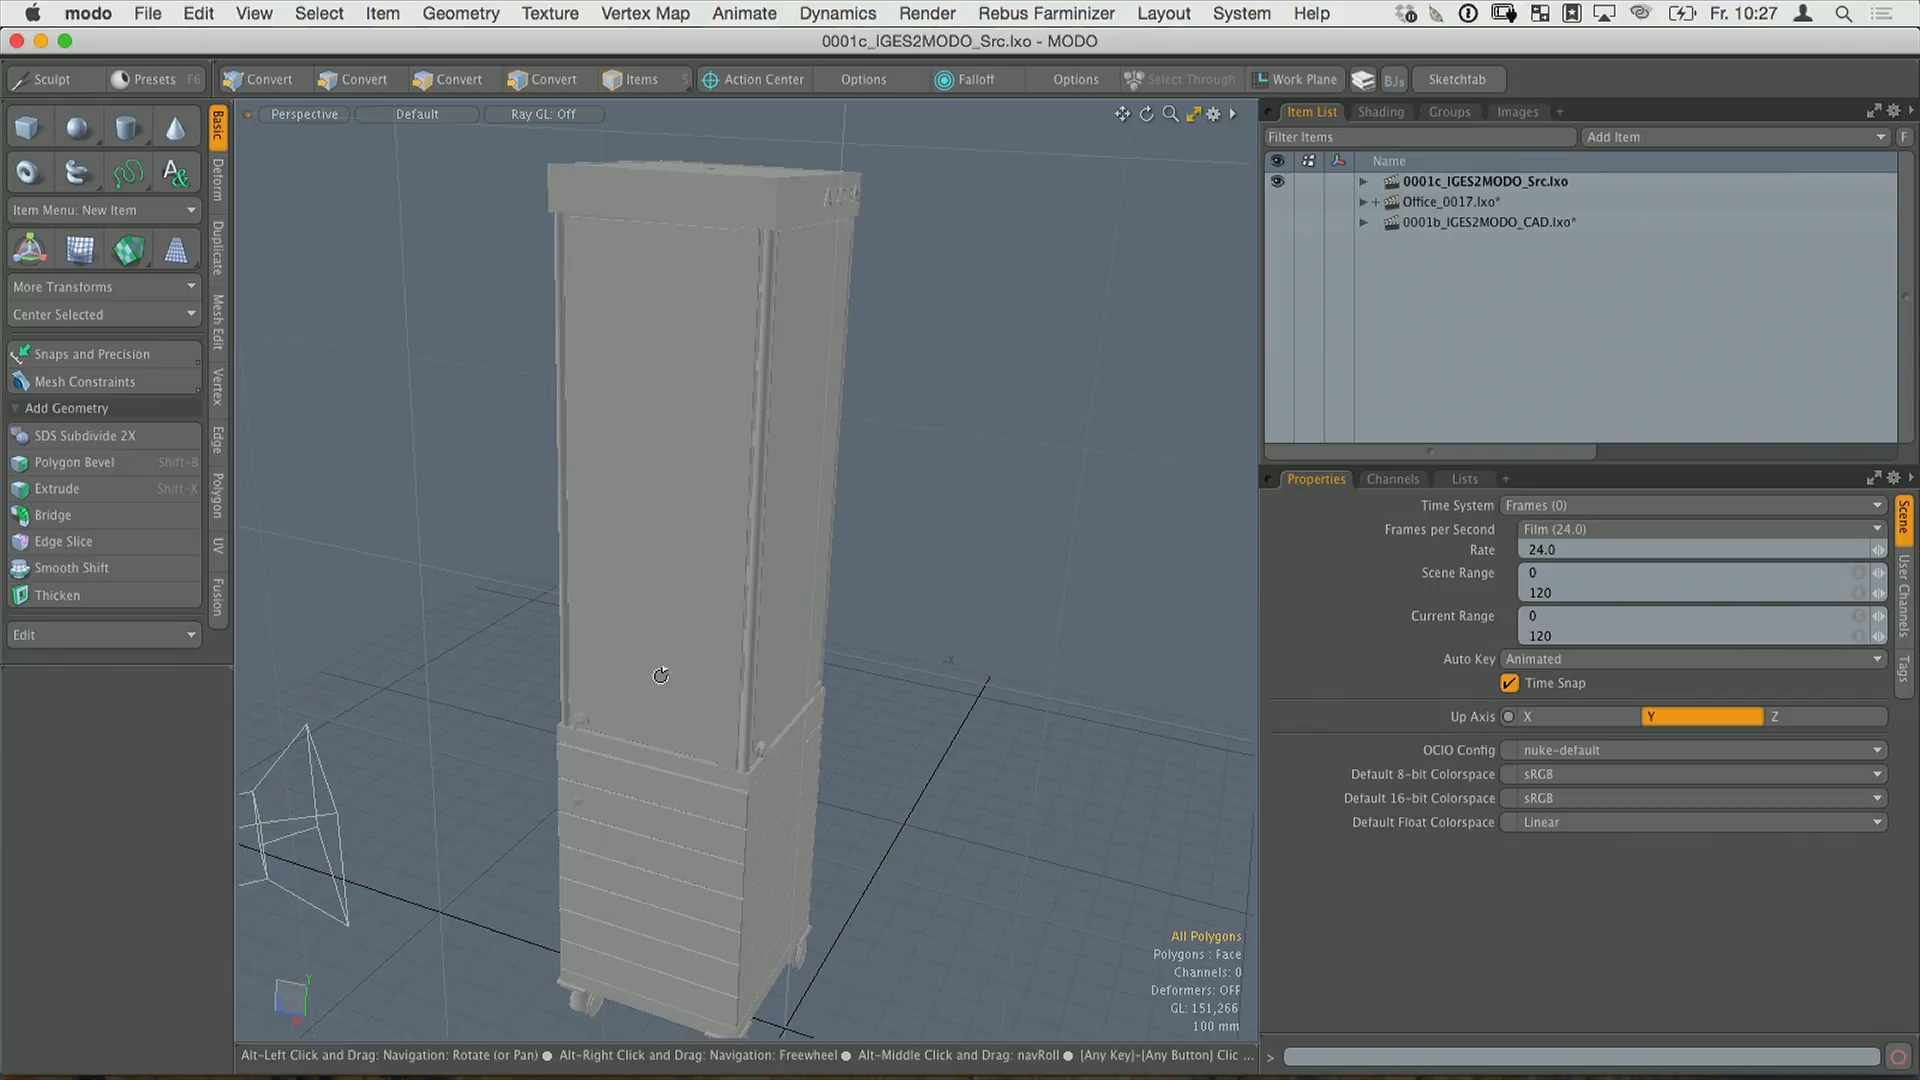 modo File Edit View Select Item Geometry Texture Vertex Map Animate Dynamics Render Rebus Farminizer Layout System Help Fr. 10:27
0001c_IGES2MODO_Src.lxo - MODO
Sculpt Presets F6 Convert Convert Convert Convert Items 5 Action Center Options Falloff Options Select Through Work Plane BJs Sketchfab
Perspective Default Ray GL: Off
Item List Shading Groups Images +
Filter Items Add Item F
Name
0001c_IGES2MODO_Src.lxo
Office_0017.lxo*
0001b_IGES2MODO_CAD.lxo*
Basic
Deform
Duplicate
Mesh Edit
Vertex
Edge
Polygon
UV
Fusion
Item Menu: New Item
More Transforms
Center Selected
Snaps and Precision
Mesh Constraints
Add Geometry
SDS Subdivide 2X
Polygon Bevel Shift-B
Extrude Shift-X
Bridge
Edge Slice
Smooth Shift
Thicken
Edit
-X
Y
All Polygons
Polygons : Face
Channels: 0
Deformers: OFF
GL: 151,266
100 mm
Properties Channels Lists +
Time System Frames (0)
Frames per Second Film (24.0)
Rate 24.0
Scene Range 0
120
Current Range 0
120
Auto Key Animated
Time Snap
Up Axis X Y Z
OCIO Config nuke-default
Default 8-bit Colorspace sRGB
Default 16-bit Colorspace sRGB
Default Float Colorspace Linear
Scene
User Channels
Tags
Alt-Left Click and Drag: Navigation: Rotate (or Pan) ● Alt-Right Click and Drag: Navigation: Freewheel ● Alt-Middle Click and Drag: navRoll ● [Any Key]-[Any Button] Clic ...
>